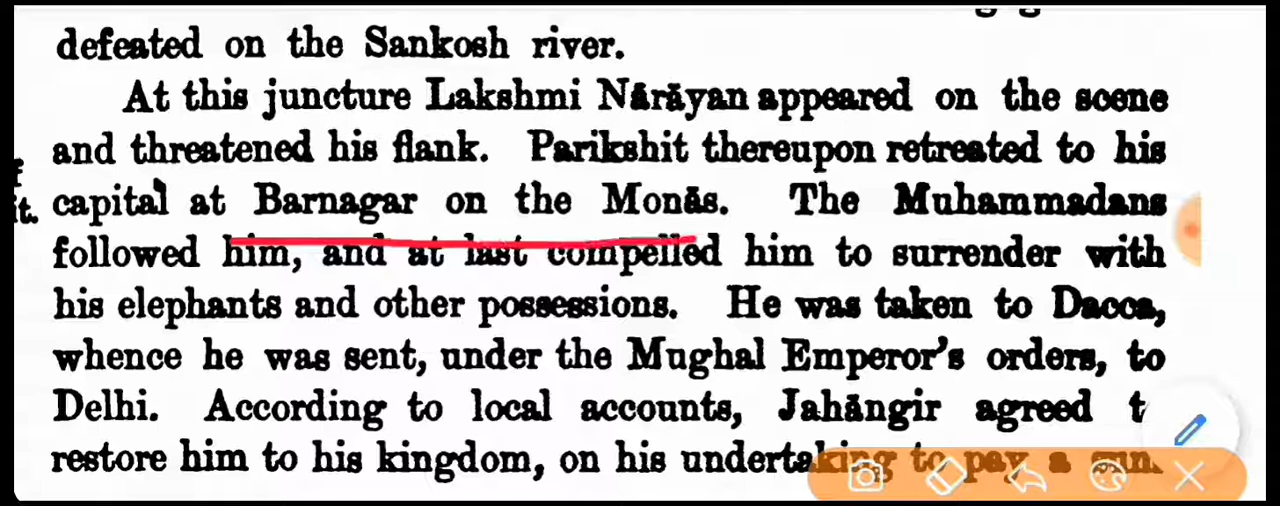 defeated on the Sankosh river.
At this juncture Lakshmi Nārāyan appeared on the scene
and threatened his flank. Parikshit thereupon retreated to his
it. capital at Barnagar on the Monās. The Muhammadans
followed him, and at last compelled him to surrender with
his elephants and other possessions. He was taken to Dacca,
whence he was sent, under the Mughal Emperor's orders, to
Delhi. According to local accounts, Jahāngir agreed
restore him to his kingdom, on his undertaking to pay a